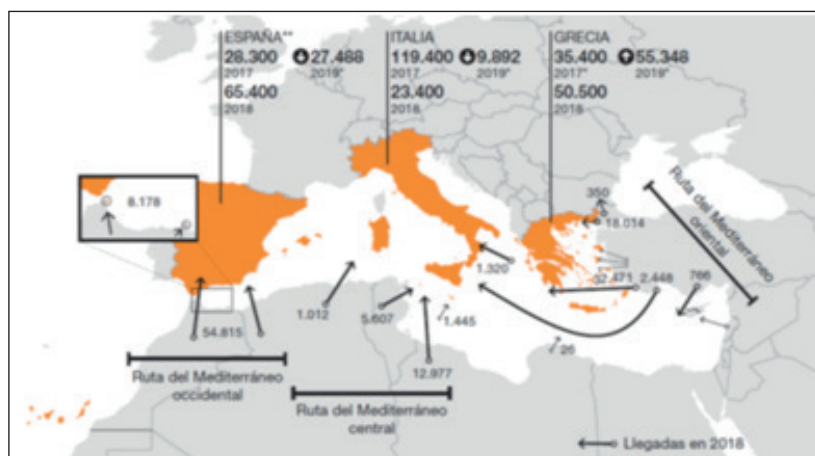 ESPAÑA**
28.300 27.488
2017 2019*
65.400
2018
ITALIA
119.400 9.892
2017 2019*
23.400
2018
GRECIA
35.400 55.348
2017* 2019*
50.500
2018
8.178
350
18.014
Ruta del Mediterráneo
oriental
1.320
32.471
2.448
766
1.012
5.607
1.445
54.815
26
12.977
Ruta del Mediterráneo
occidental
Ruta del Mediterráneo
central
Llegadas en 2018